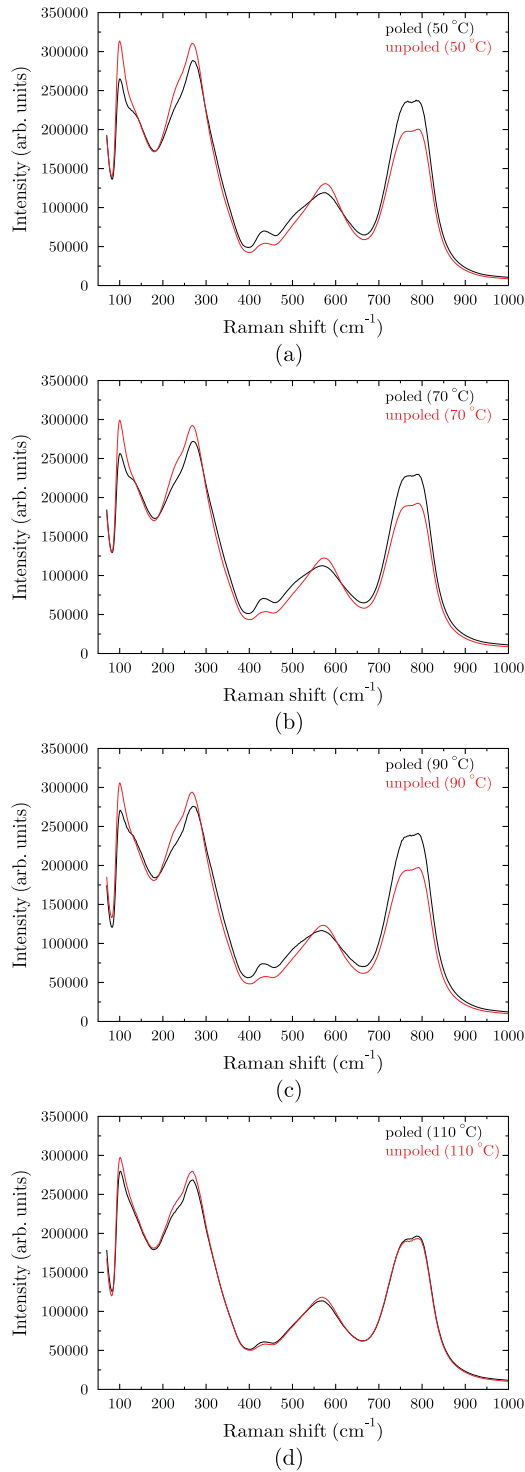 350000
300000
250000
200000
150000
100000
50000
0
Intensity (arb. units)
poled (50 °C)
unpoled (50 °C)
100 200 300 400 500 600 700 800 900 1000
Raman shift (cm-1)
(a)
350000
300000
250000
200000
150000
100000
50000
0
Intensity (arb. units)
poled (70 °C)
unpoled (70 °C)
100 200 300 400 500 600 700 800 900 1000
Raman shift (cm-1)
(b)
350000
300000
250000
200000
150000
100000
50000
0
Intensity (arb. units)
poled (90 °C)
unpoled (90 °C)
100 200 300 400 500 600 700 800 900 1000
Raman shift (cm-1)
(c)
350000
300000
250000
200000
150000
100000
50000
0
Intensity (arb. units)
poled (110 °C)
unpoled (110 °C)
100 200 300 400 500 600 700 800 900 1000
Raman shift (cm-1)
(d)